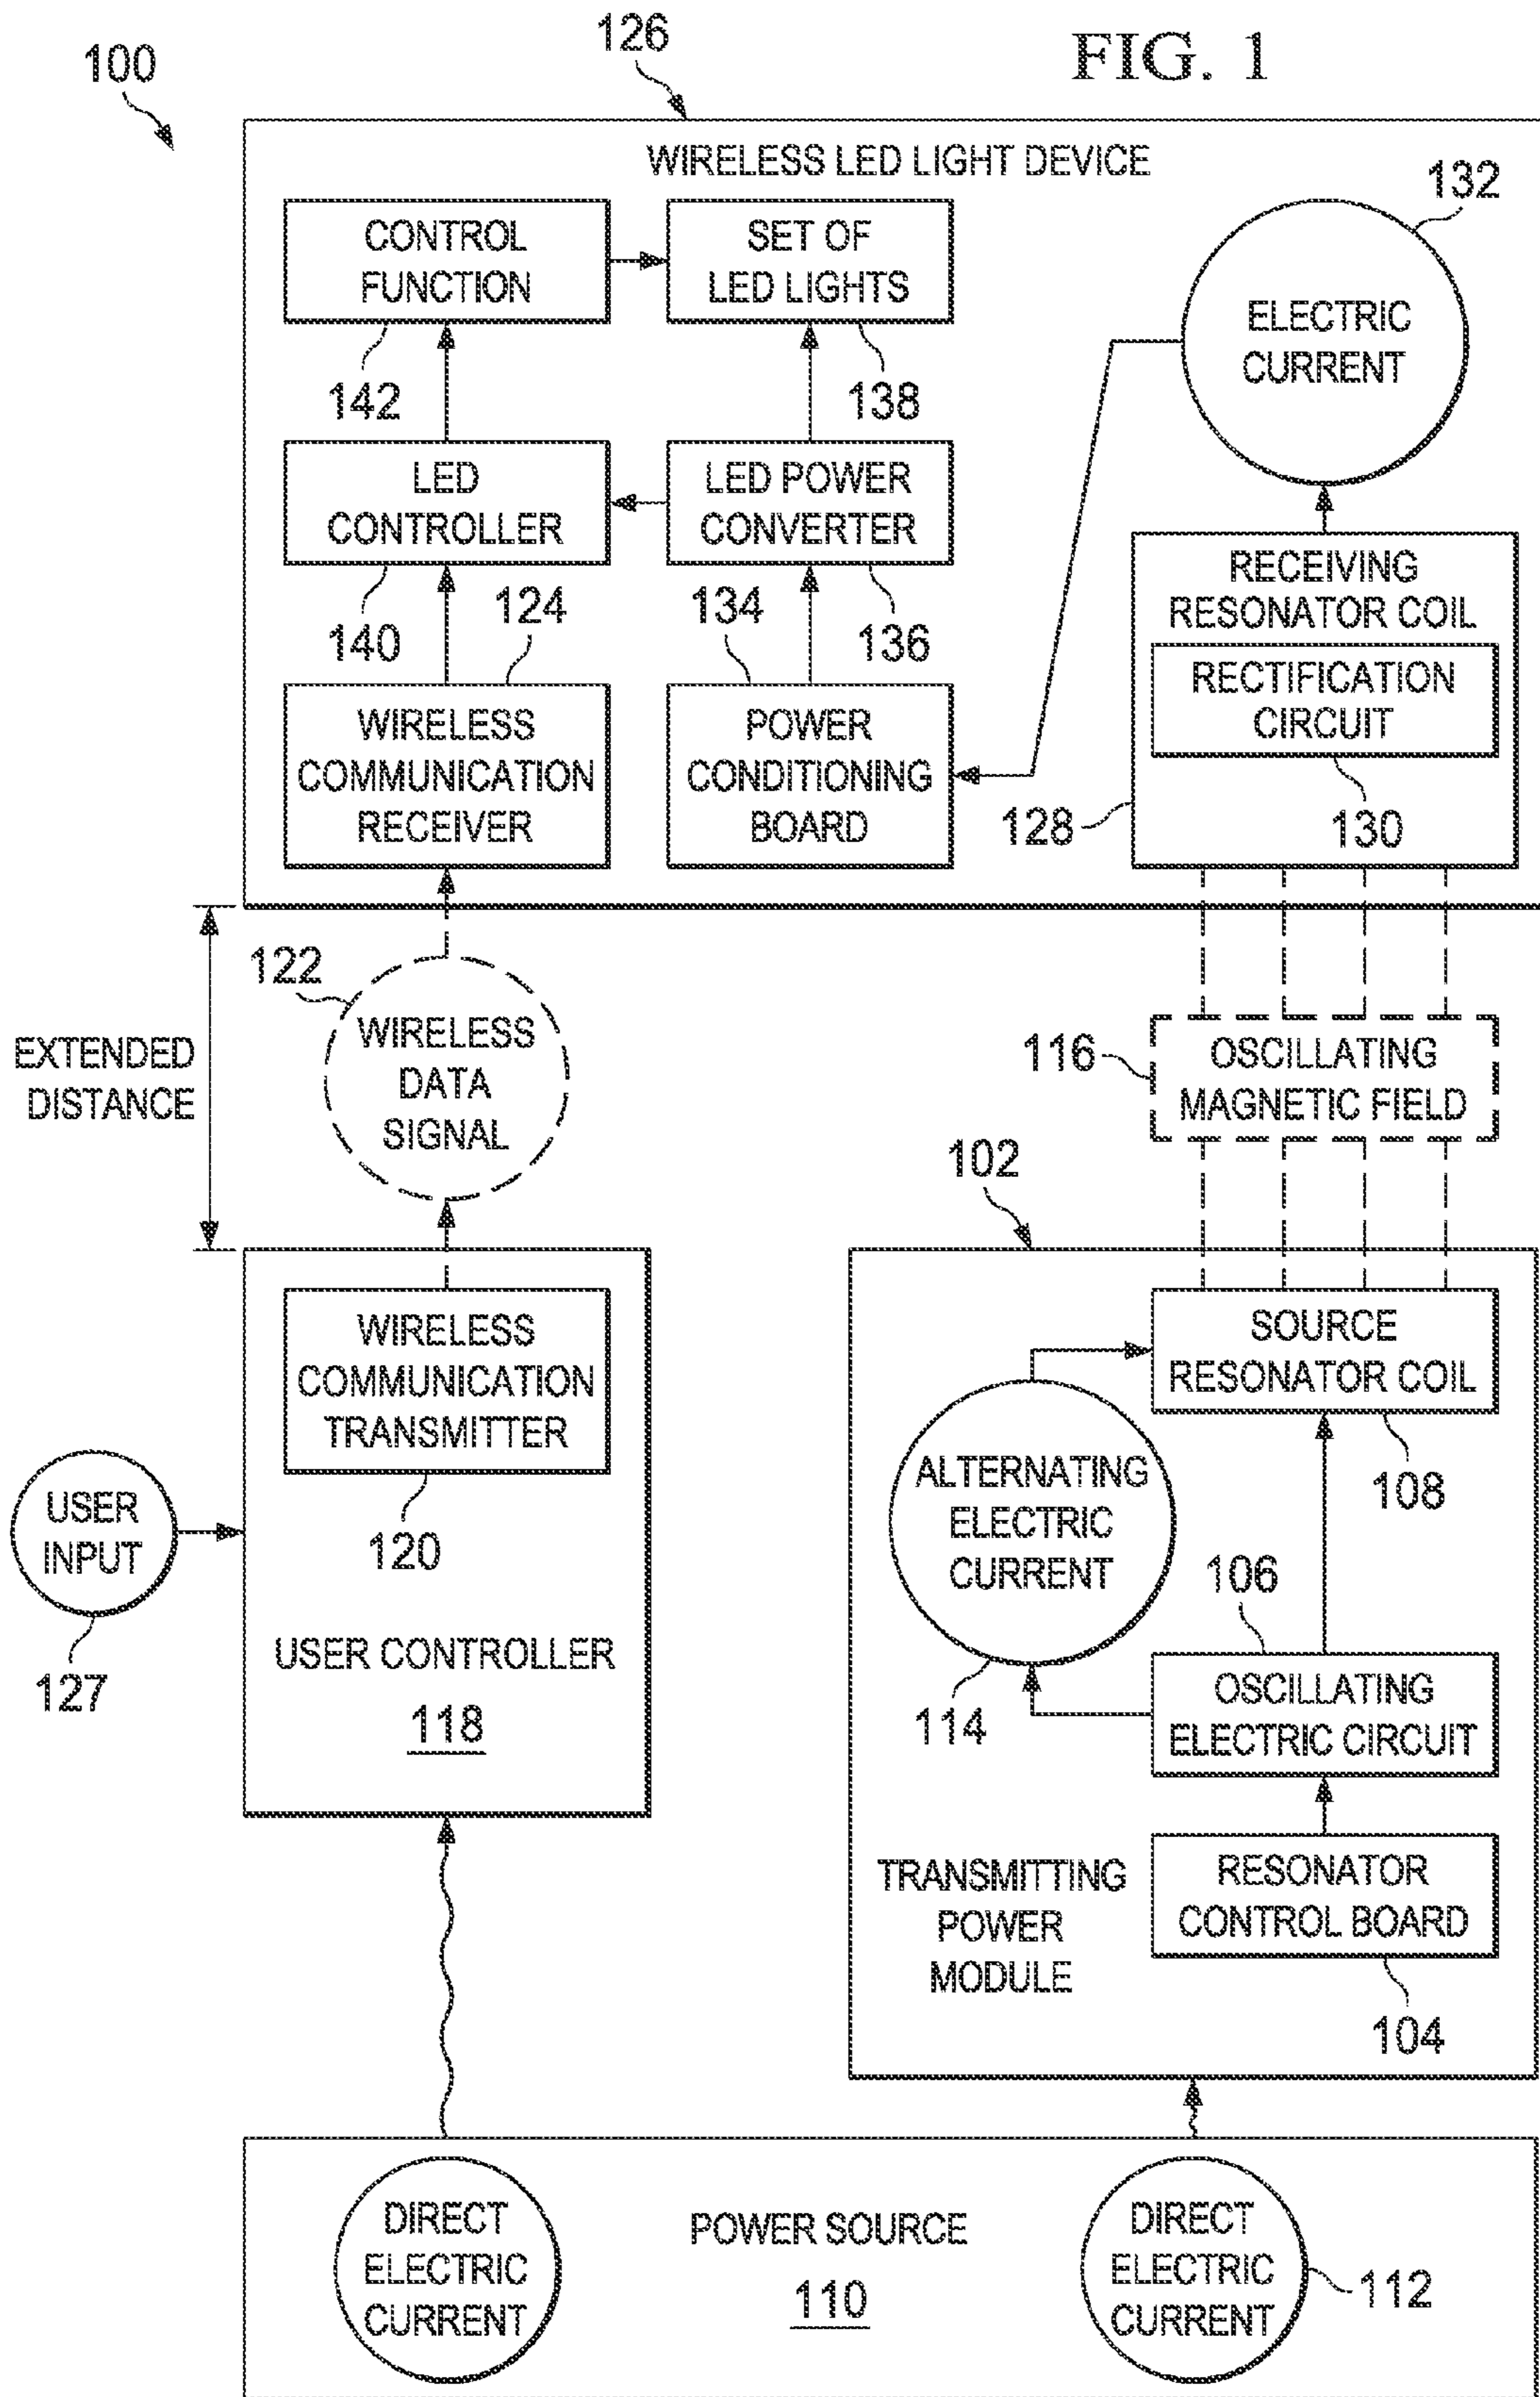 FIG. 1
100
126
WIRELESS LED LIGHT DEVICE
132
CONTROL
FUNCTION
SET OF
LED LIGHTS
ELECTRIC
CURRENT
142
138
LED
CONTROLLER
LED POWER
CONVERTER
140
124
134
136
RECEIVING
RESONATOR COIL
RECTIFICATION
CIRCUIT
128
130
WIRELESS
COMMUNICATION
RECEIVER
POWER
CONDITIONING
BOARD
EXTENDED
DISTANCE
122
WIRELESS
DATA
SIGNAL
116
OSCILLATING
MAGNETIC FIELD
102
WIRELESS
COMMUNICATION
TRANSMITTER
120
USER
INPUT
127
USER CONTROLLER
118
SOURCE
RESONATOR COIL
108
ALTERNATING
ELECTRIC
CURRENT
114
106
OSCILLATING
ELECTRIC CIRCUIT
TRANSMITTING
POWER
MODULE
RESONATOR
CONTROL BOARD
104
DIRECT
ELECTRIC
CURRENT
POWER SOURCE
110
DIRECT
ELECTRIC
CURRENT
112